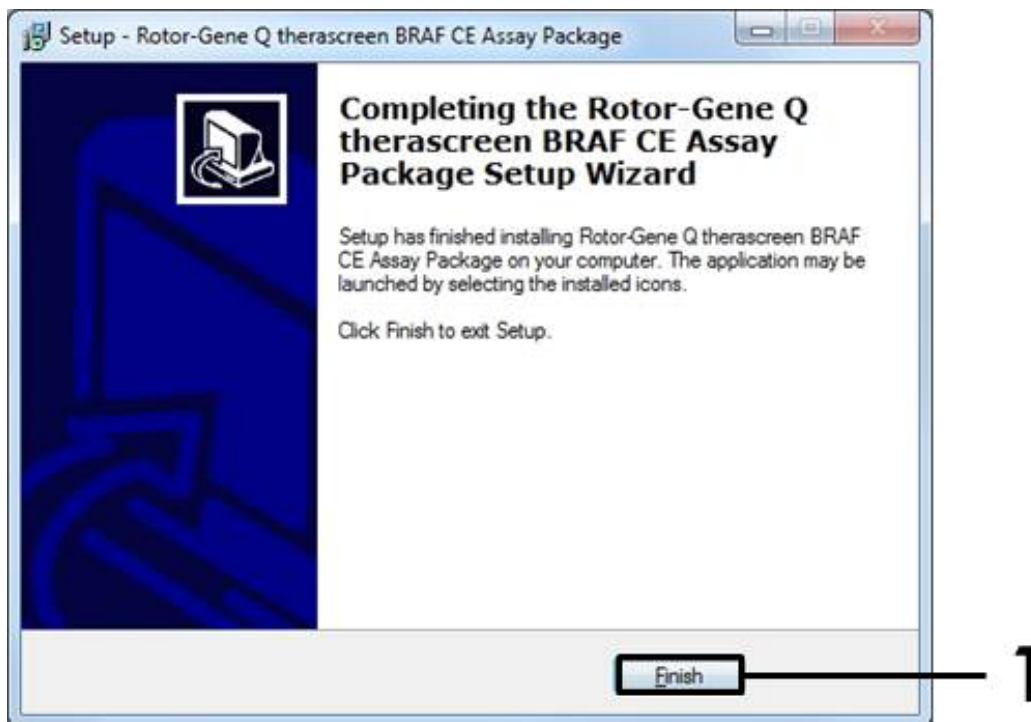 Setup - Rotor-Gene Q therascreen BRAF CE Assay Package
Completing the Rotor-Gene Q
therascreen BRAF CE Assay
Package Setup Wizard
Setup has finished installing Rotor-Gene Q therascreen BRAF
CE Assay Package on your computer. The application may be
launched by selecting the installed icons.
Click Finish to exit Setup.
Finish
1